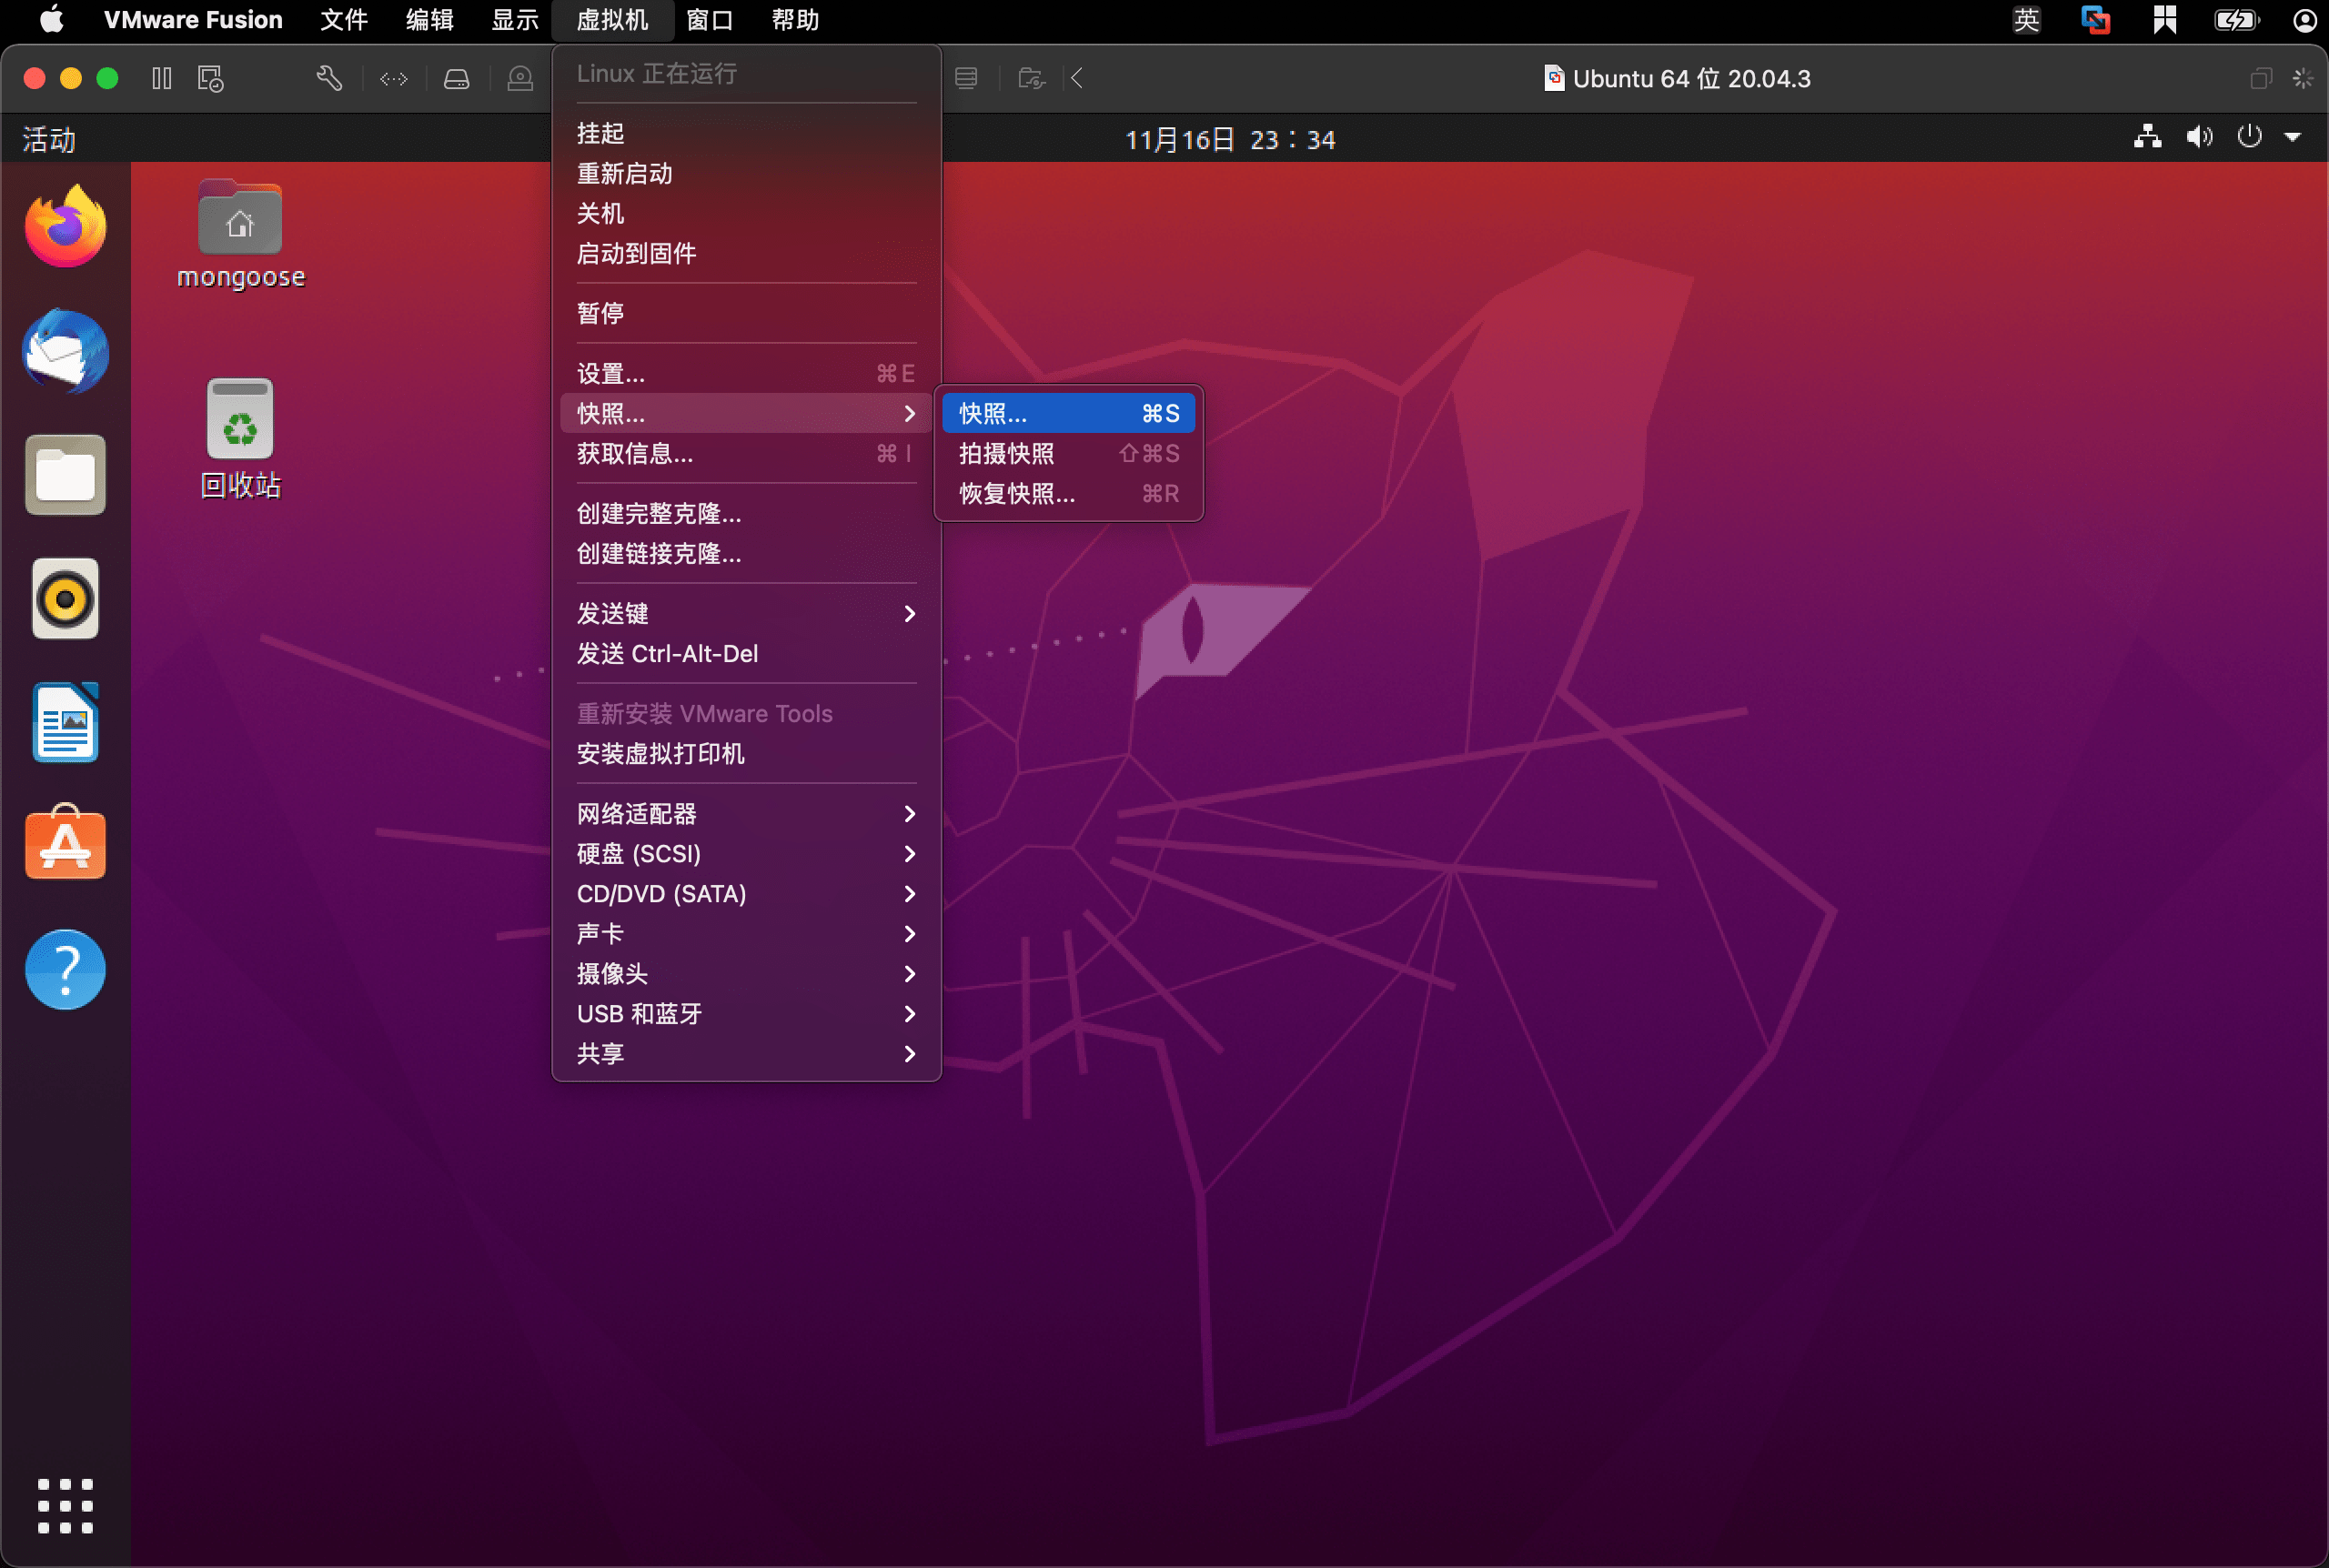 VMware Fusion 文件 编辑 显示 虚拟机 窗口 帮助 英
Ubuntu 64 位 20.04.3
活动 11月16日 23：34
mongoose
回收站
Linux 正在运行
挂起
重新启动
关机
启动到固件
暂停
设置... ⌘E
快照...
获取信息... ⌘I
创建完整克隆...
创建链接克隆...
发送键
发送 Ctrl-Alt-Del
重新安装 VMware Tools
安装虚拟打印机
网络适配器
硬盘 (SCSI)
CD/DVD (SATA)
声卡
摄像头
USB 和蓝牙
共享
快照... ⌘S
拍摄快照 ⇧⌘S
恢复快照... ⌘R